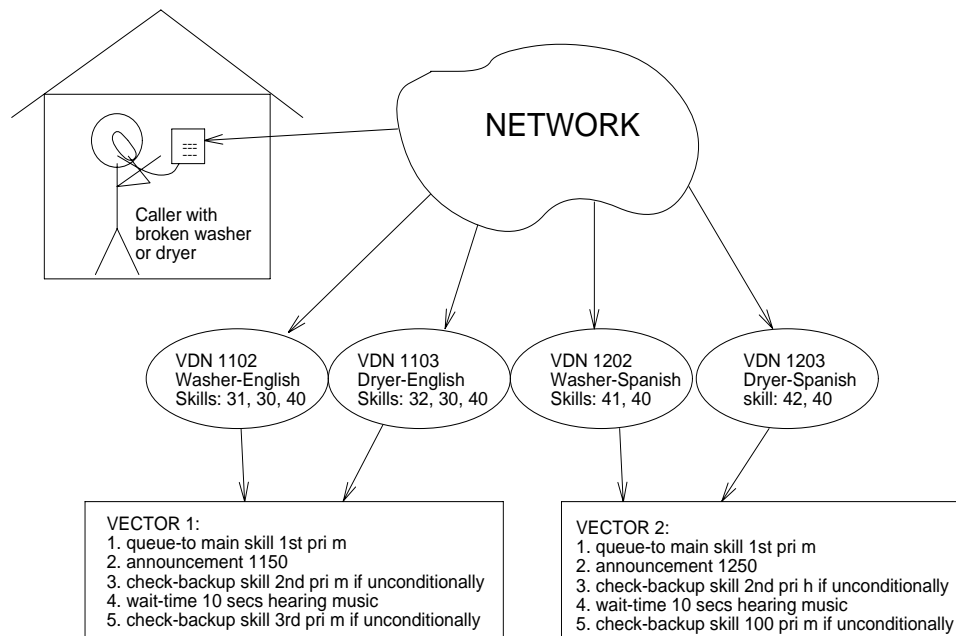 NETWORK
Caller with
broken washer
or dryer
VDN 1102
Washer-English
Skills: 31, 30, 40
VDN 1103
Dryer-English
Skills: 32, 30, 40
VDN 1202
Washer-Spanish
Skills: 41, 40
VDN 1203
Dryer-Spanish
skill: 42, 40
VECTOR 1:
1. queue-to main skill 1st pri m
2. announcement 1150
3. check-backup skill 2nd pri m if unconditionally
4. wait-time 10 secs hearing music
5. check-backup skill 3rd pri m if unconditionally
VECTOR 2:
1. queue-to main skill 1st pri m
2. announcement 1250
3. check-backup skill 2nd pri h if unconditionally
4. wait-time 10 secs hearing music
5. check-backup skill 100 pri m if unconditionally